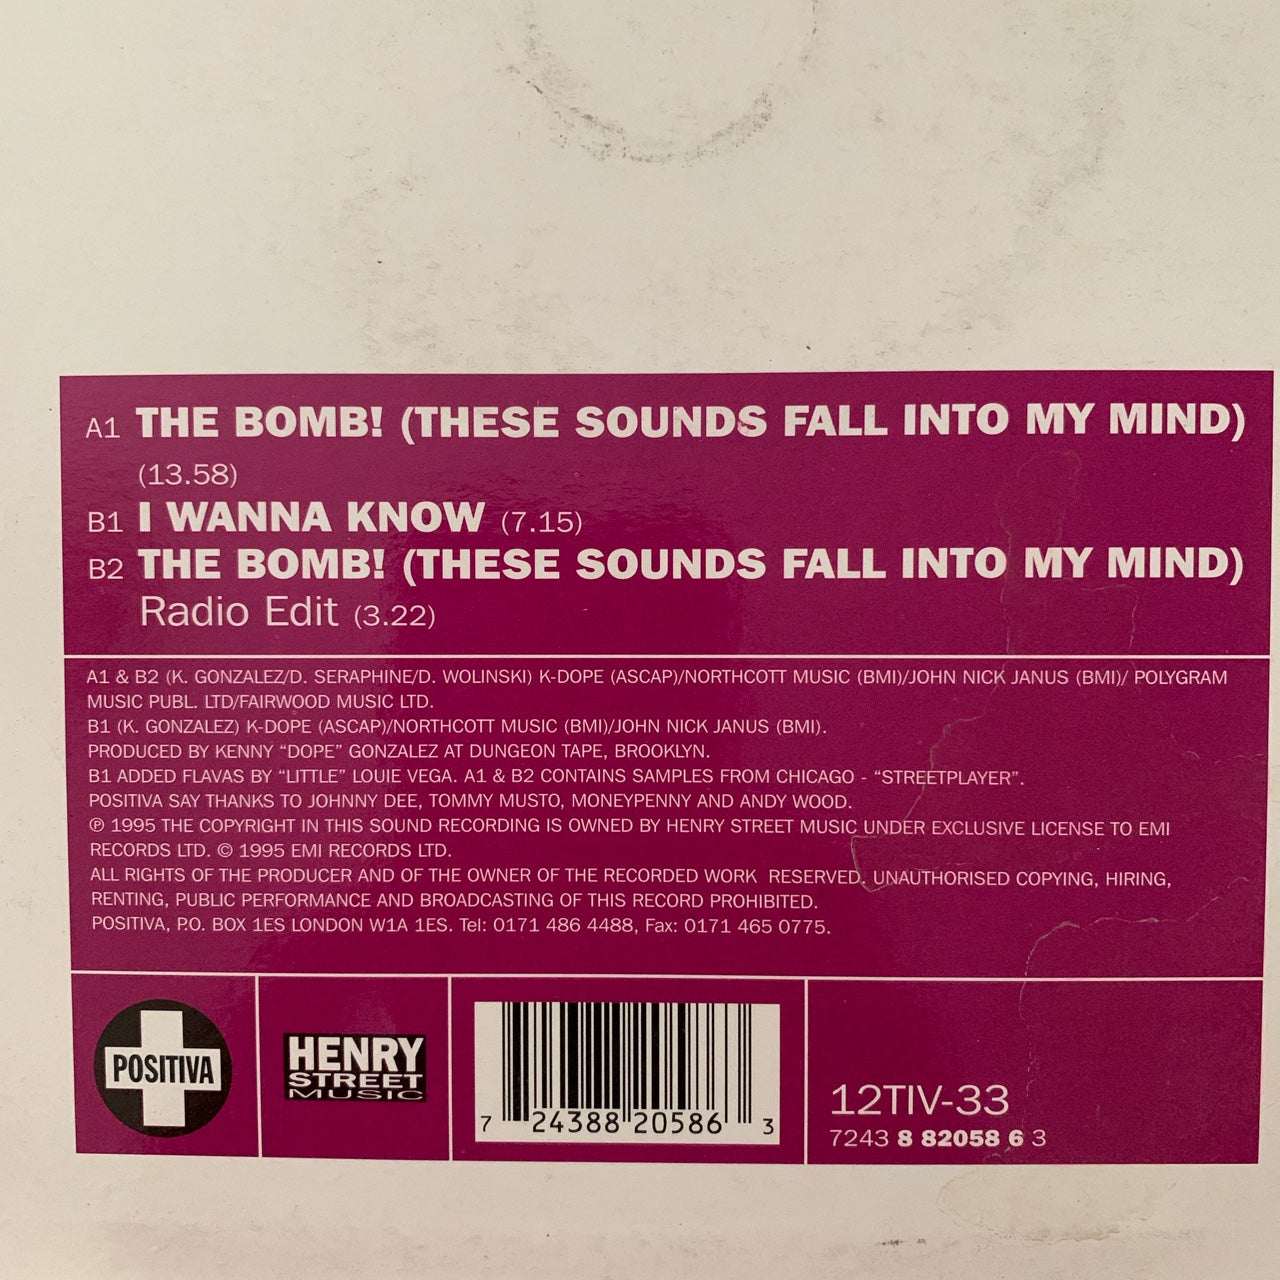 A1 THE BOMB! (THESE SOUNDS FALL INTO MY MIND)
(13.58)
B1 I WANNA KNOW (7.15)
B2 THE BOMB! (THESE SOUNDS FALL INTO MY MIND)
Radio Edit (3.22)
A1 & B2 (K. GONZALEZ/D. SERAPHINE/D. WOLINSKI) K-DOPE (ASCAP)/NORTHCOTT MUSIC (BMI)/JOHN NICK JANUS (BMI)/ POLYGRAM
MUSIC PUBL. LTD/FAIRWOOD MUSIC LTD.
B1 (K. GONZALEZ) K-DOPE (ASCAP)/NORTHCOTT MUSIC (BMI)/JOHN NICK JANUS (BMI).
PRODUCED BY KENNY “DOPE” GONZALEZ AT DUNGEON TAPE, BROOKLYN.
B1 ADDED FLAVAS BY “LITTLE” LOUIE VEGA. A1 & B2 CONTAINS SAMPLES FROM CHICAGO - “STREETPLAYER”.
POSITIVA SAY THANKS TO JOHNNY DEE, TOMMY MUSTO, MONEYPENNY AND ANDY WOOD.
℗ 1995 THE COPYRIGHT IN THIS SOUND RECORDING IS OWNED BY HENRY STREET MUSIC UNDER EXCLUSIVE LICENSE TO EMI
RECORDS LTD. © 1995 EMI RECORDS LTD.
ALL RIGHTS OF THE PRODUCER AND OF THE OWNER OF THE RECORDED WORK RESERVED. UNAUTHORISED COPYING, HIRING,
RENTING, PUBLIC PERFORMANCE AND BROADCASTING OF THIS RECORD PROHIBITED.
POSITIVA, P.O. BOX 1ES LONDON W1A 1ES. Tel: 0171 486 4488, Fax: 0171 465 0775.
POSITIVA
HENRY
STREET
MUSIC
7 24388 20586 3
12TIV-33
7243 8 82058 6 3